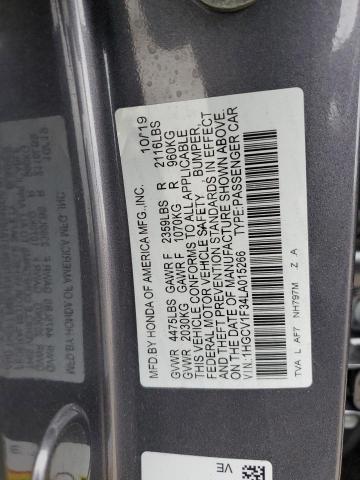 MFD.BY HONDA OF AMERICA MFG.,INC. 10/19
GVWR 4475LBS GAWR F 2359LBS R 2116LBS
GVWR 2030KG GAWR F 1070KG R 960KG
THIS VEHICLE CONFORMS TO ALL APPLICABLE
FEDERAL MOTOR VEHICLE SAFETY, BUMPER,
AND THEFT PREVENTION STANDARDS IN EFFECT
ON THE DATE OF MANUFACTURE SHOWN ABOVE.
VIN:1HGCV1F34LA015266 TYPE:PASSENGER CAR
TVA L AF7 NH797M Z A
VE